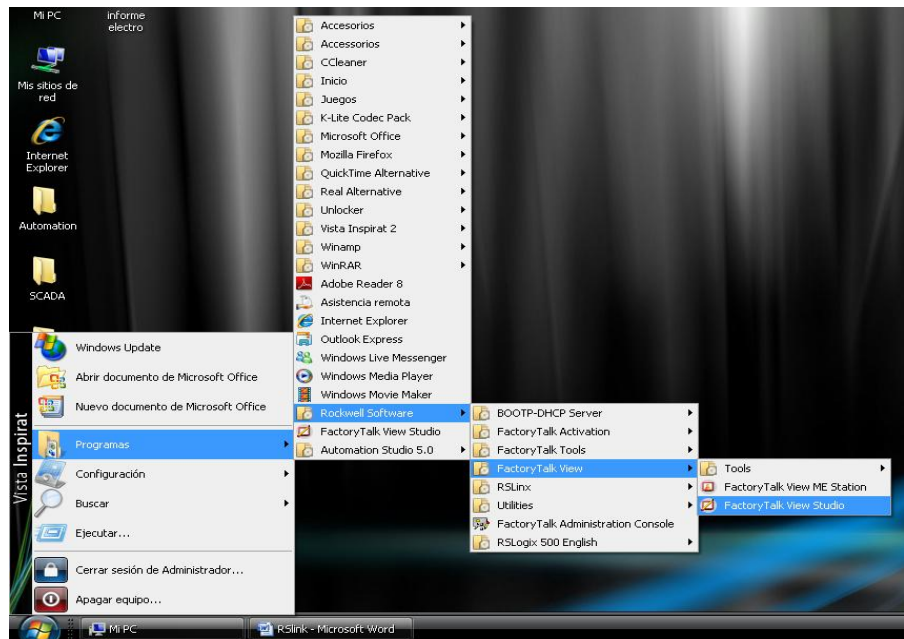 Mi PC
informe
electro
Mis sitios de
red
Internet
Explorer
Automation
SCADA
Accesorios
Accessorios
CCleaner
Inicio
Juegos
K-Lite Codec Pack
Microsoft Office
Mozilla Firefox
QuickTime Alternative
Real Alternative
Unlocker
Vista Inspirat 2
Winamp
WinRAR
Adobe Reader 8
Asistencia remota
Internet Explorer
Outlook Express
Windows Live Messenger
Windows Media Player
Windows Movie Maker
Rockwell Software
FactoryTalk View Studio
Automation Studio 5.0
Vista Inspirat
Windows Update
Abrir documento de Microsoft Office
Nuevo documento de Microsoft Office
Programas
Configuración
Buscar
Ejecutar...
Cerrar sesión de Administrador...
Apagar equipo...
BOOTP-DHCP Server
FactoryTalk Activation
FactoryTalk Tools
FactoryTalk View
RSLinx
Utilities
FactoryTalk Administration Console
RSLogix 500 English
Tools
FactoryTalk View ME Station
FactoryTalk View Studio
Mi PC
RSlink - Microsoft Word